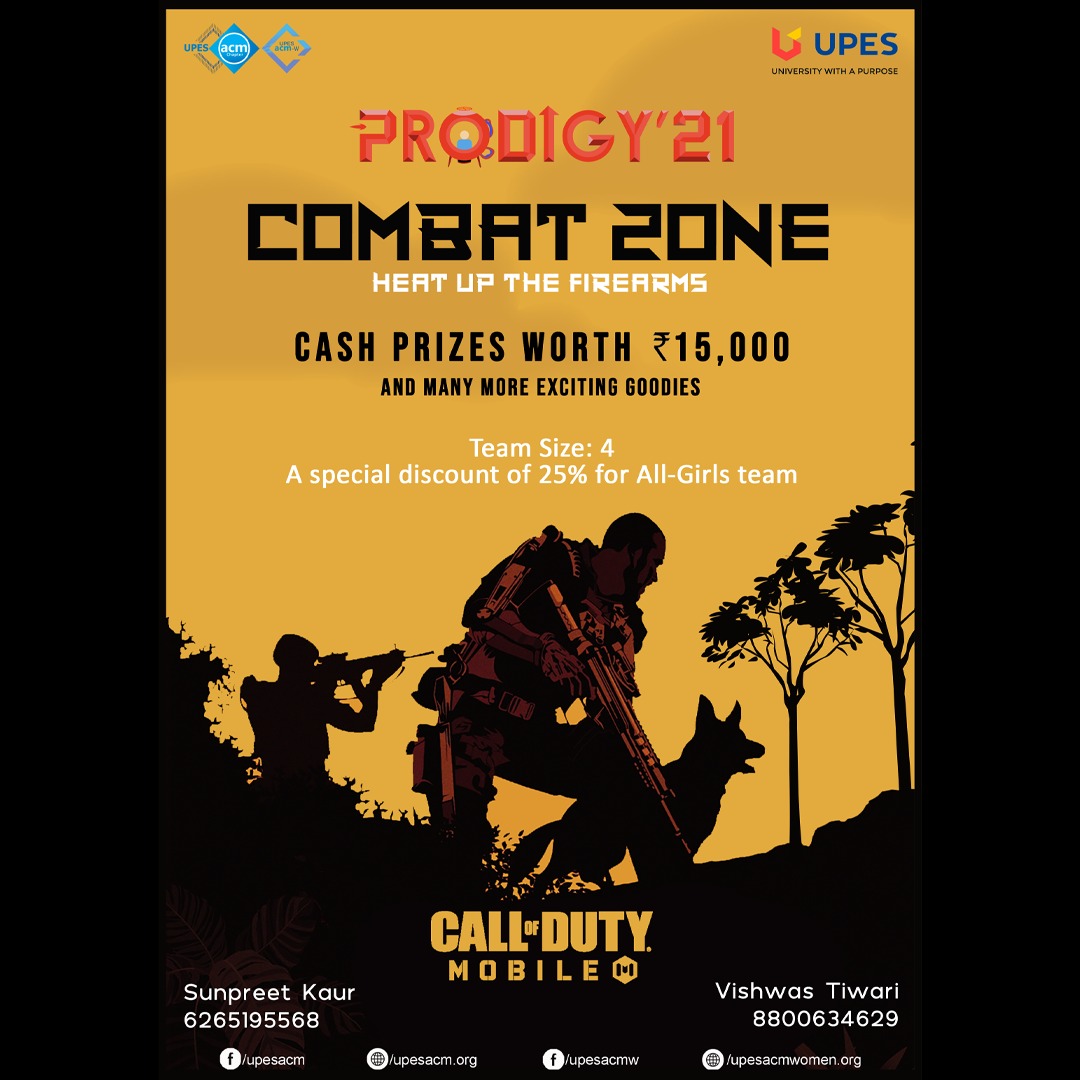 UPES acm Chapter
UPES acm-w
UPES
UNIVERSITY WITH A PURPOSE
PRODIGY'21
COMBAT ZONE
HEAT UP THE FIREARMS
CASH PRIZES WORTH ₹15,000
AND MANY MORE EXCITING GOODIES
Team Size: 4
A special discount of 25% for All-Girls team
CALL OF DUTY
MOBILE
Sunpreet Kaur
6265195568
Vishwas Tiwari
8800634629
/upesacm
/upesacm.org
/upesacmw
/upesacmwomen.org